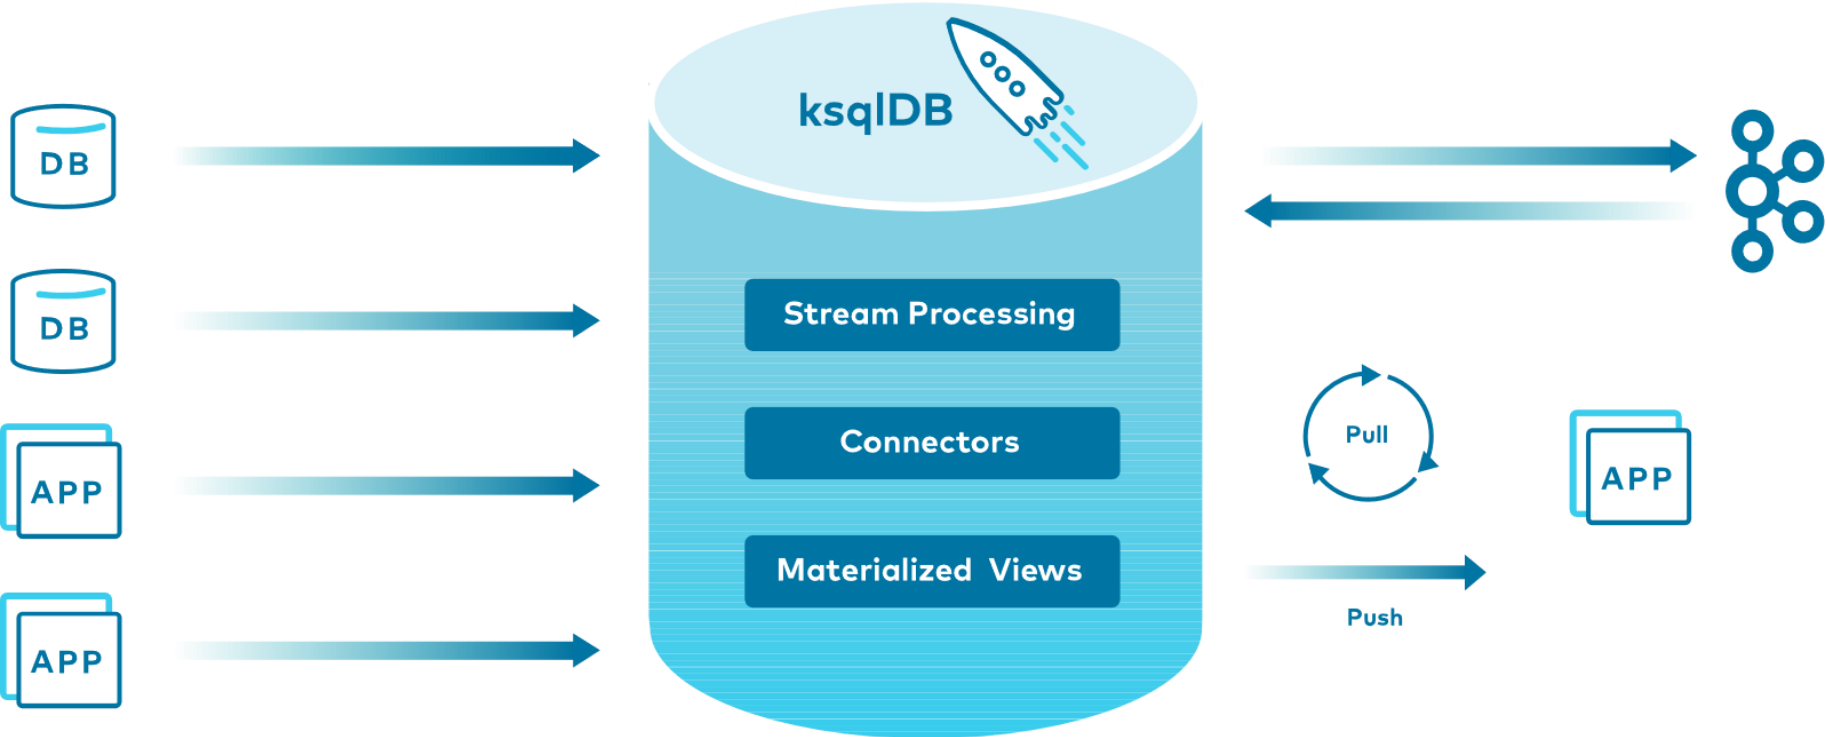 ksqlDB
DB
DB
APP
APP
Stream Processing
Connectors
Materialized Views
Pull
APP
Push